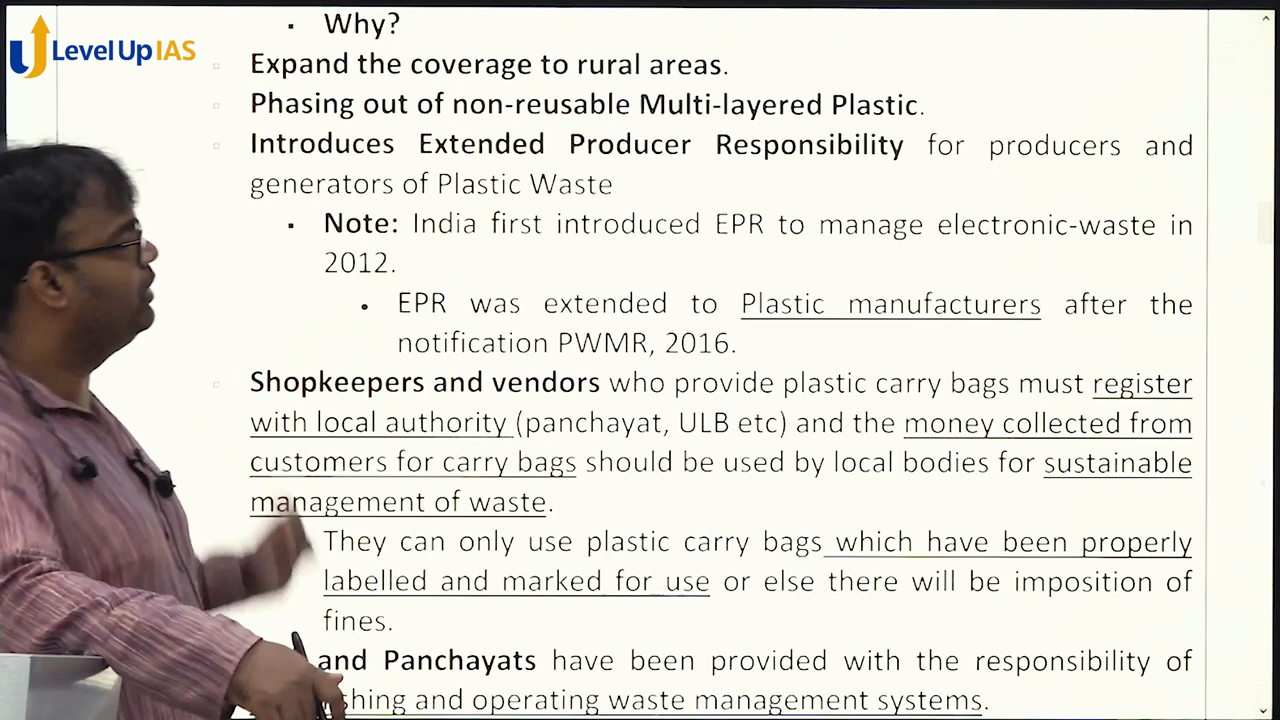 Level Up IAS
Why?
Expand the coverage to rural areas.
Phasing out of non-reusable Multi-layered Plastic.
Introduces Extended Producer Responsibility for producers and
generators of Plastic Waste
Note: India first introduced EPR to manage electronic-waste in
2012.
EPR was extended to Plastic manufacturers after the
notification PWMR, 2016.
Shopkeepers and vendors who provide plastic carry bags must register
with local authority (panchayat, ULB etc) and the money collected from
customers for carry bags should be used by local bodies for sustainable
management of waste.
They can only use plastic carry bags which have been properly
labelled and marked for use or else there will be imposition of
fines.
and Panchayats have been provided with the responsibility of
and operating waste management systems.